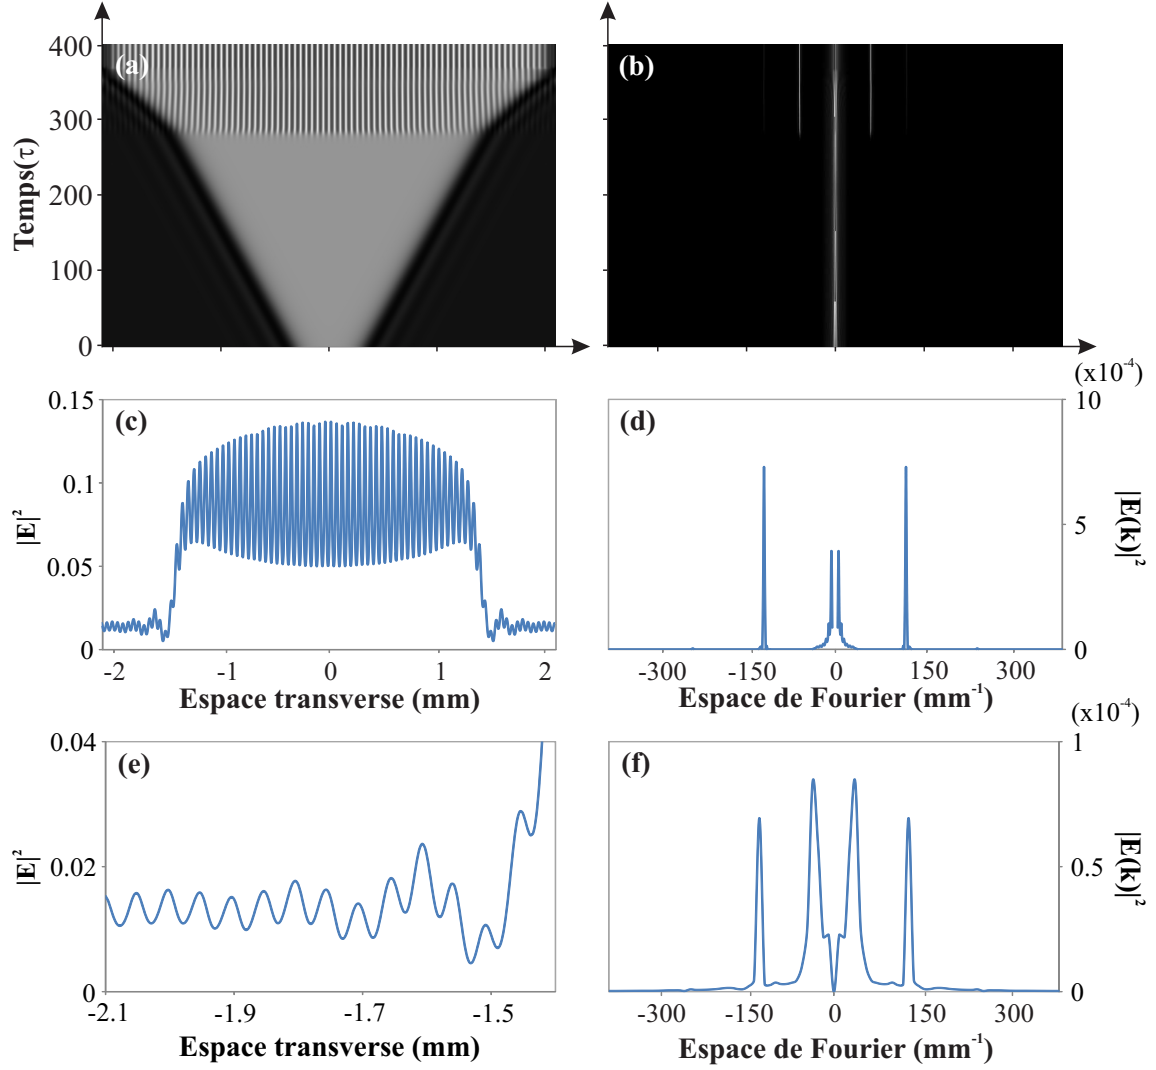 400
300
200
100
0
Temps(τ)
(a)
(b)
(x10⁻⁴)
0.15
0.1
0.05
0
|E|²
(c)
-2
-1
0
1
2
Espace transverse (mm)
(d)
10
5
0
|E(k)|²
-300
-150
0
150
300
Espace de Fourier (mm⁻¹)
(x10⁻⁴)
0.04
0.02
0
|E|²
(e)
-2.1
-1.9
-1.7
-1.5
Espace transverse (mm)
(f)
1
0.5
0
|E(k)|²
-300
-150
0
150
300
Espace de Fourier (mm⁻¹)